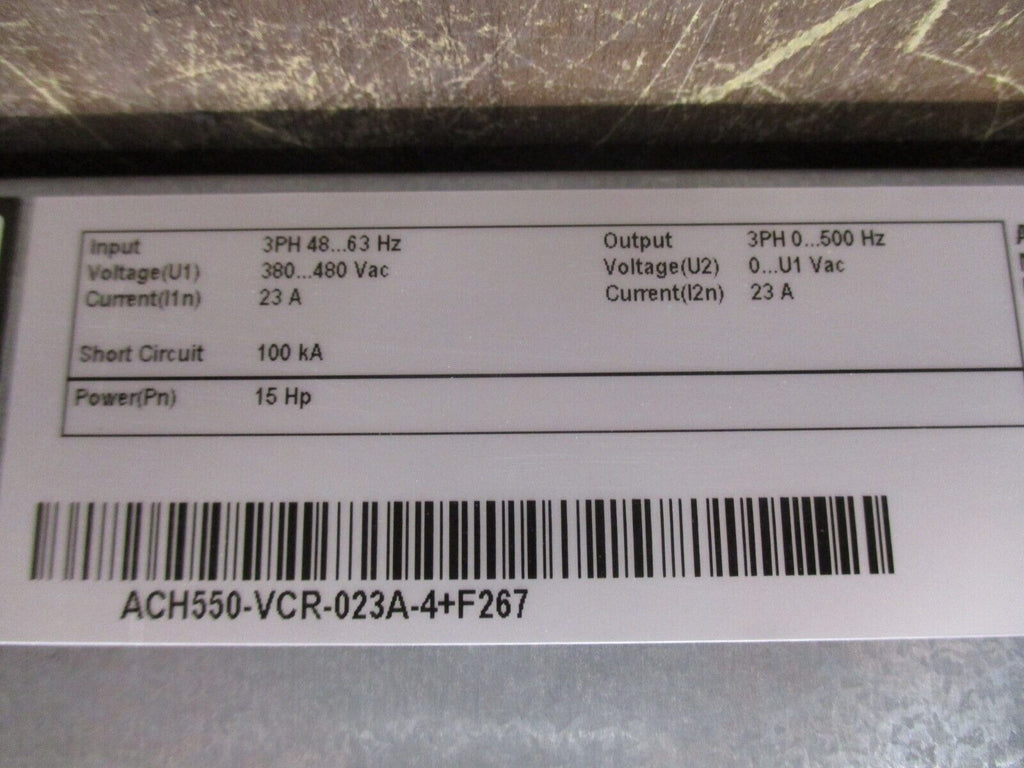 Input 3PH 48...63 Hz Output 3PH 0...500 Hz
Voltage(U1) 380...480 Vac Voltage(U2) 0...U1 Vac
Current(I1n) 23 A Current(I2n) 23 A
Short Circuit 100 kA
Power(Pn) 15 Hp
ACH550-VCR-023A-4+F267